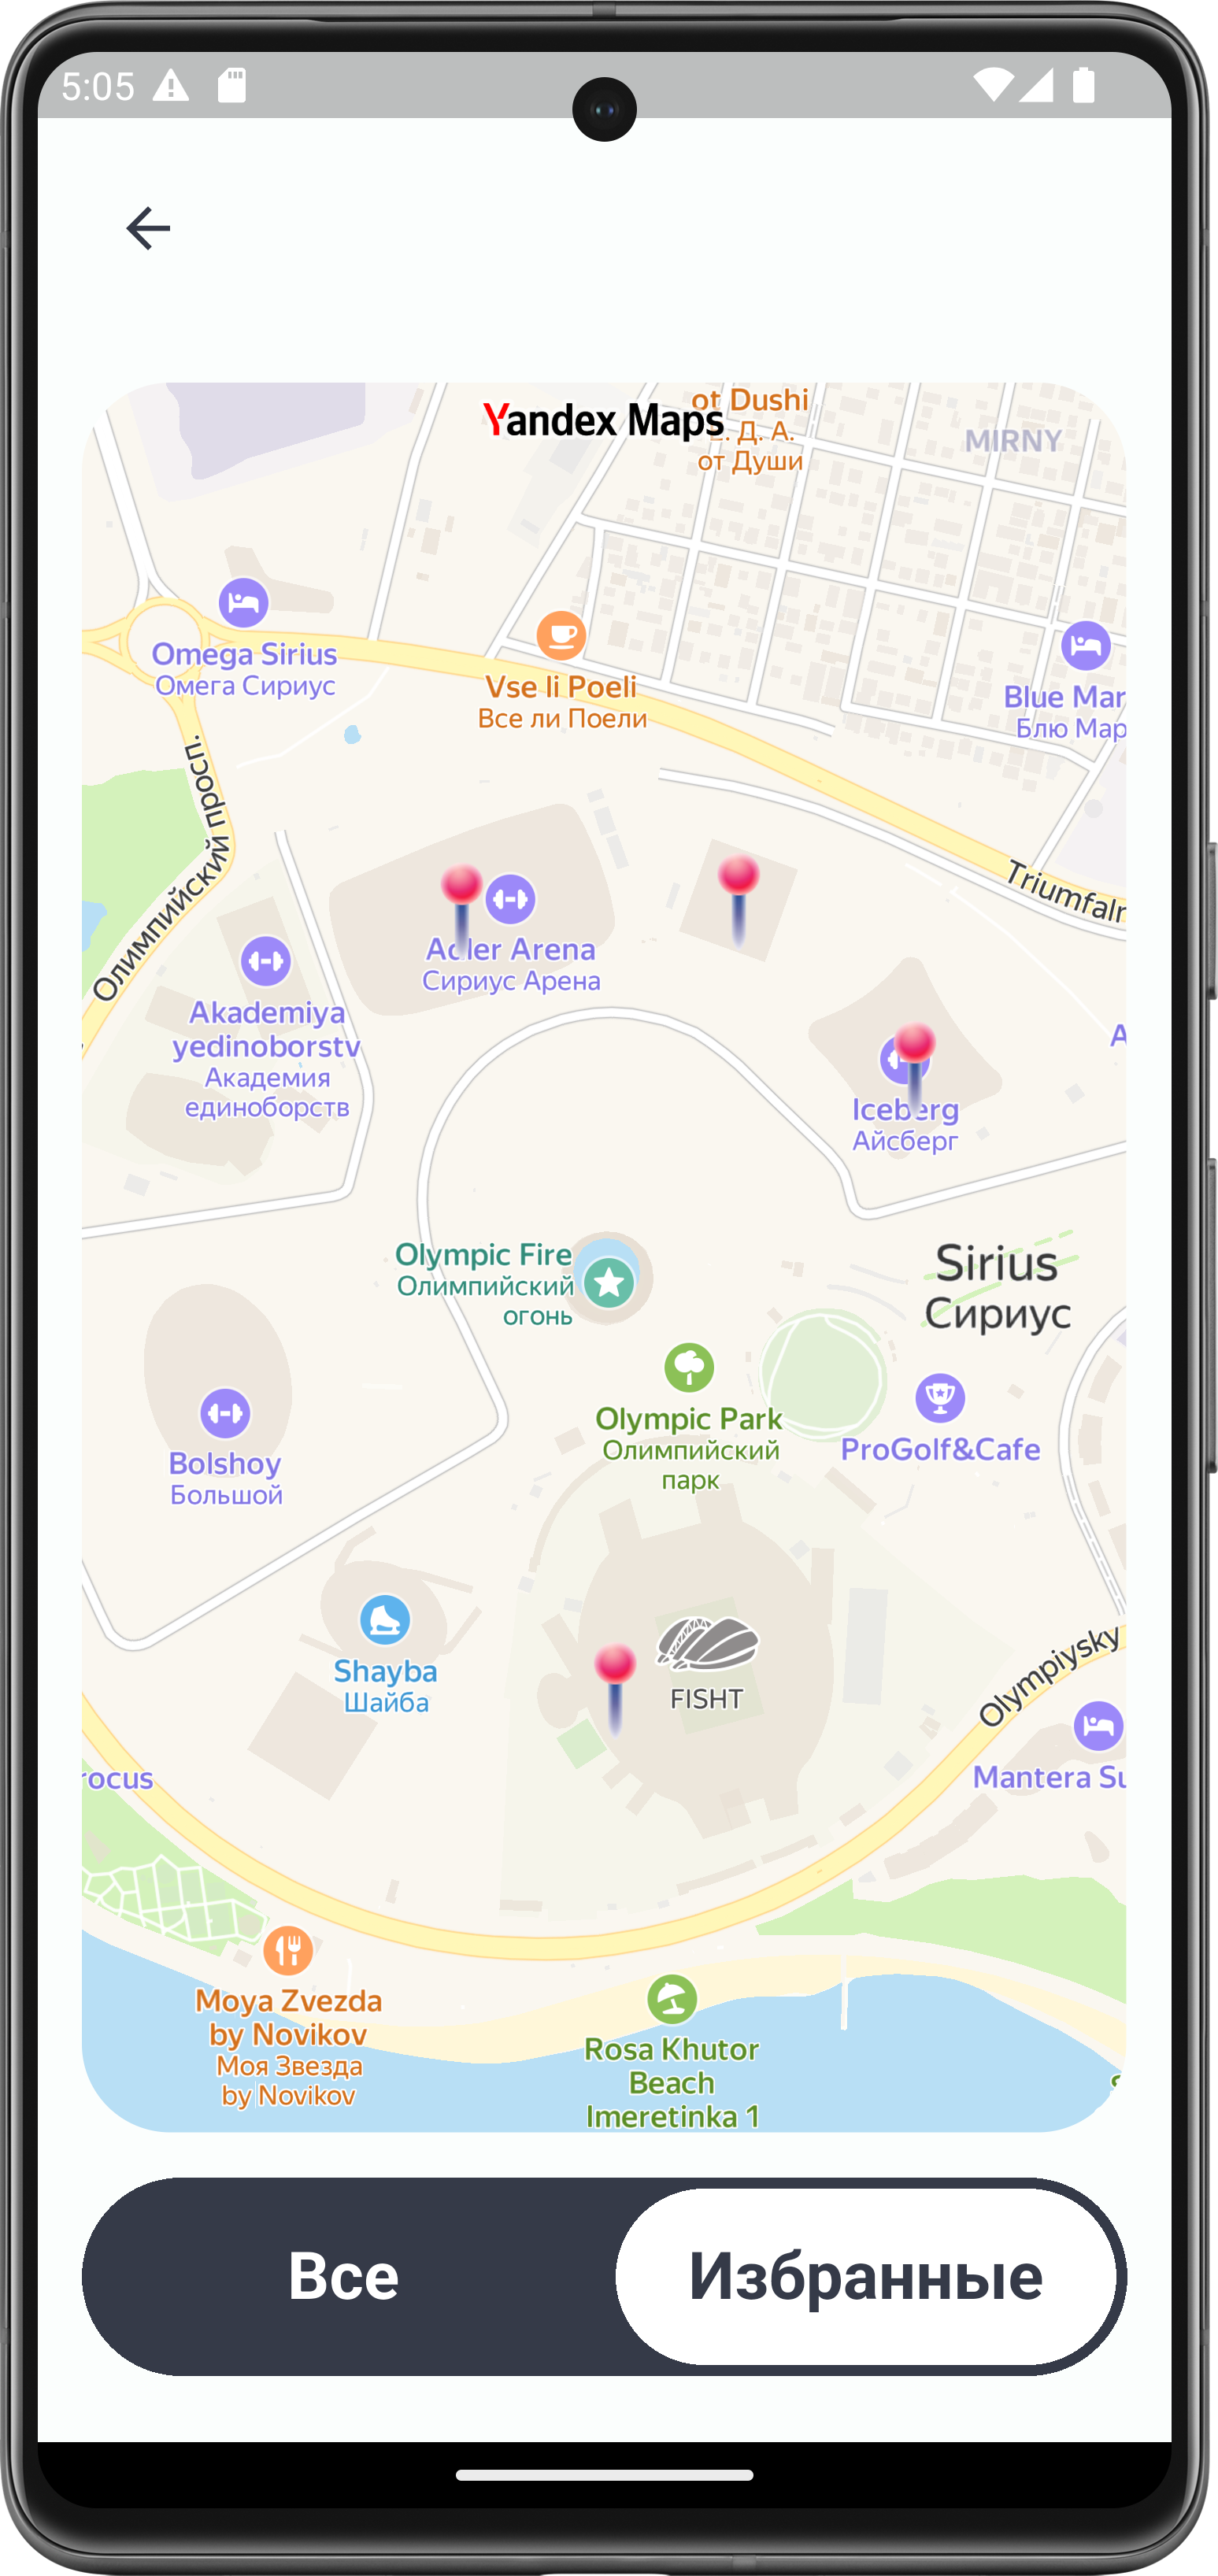 5:05
Yandex Maps
ot Dushi
Д. А.
от Души
MIRNY
Omega Sirius
Омега Сириус
Vse li Poeli
Все ли Поели
Blue Mar
Блю Мар
Олимпийский просп.
Triumfaln
Adler Arena
Сириус Арена
Akademiya
yedinoborstv
Академия
единоборств
A
Iceberg
Айсберг
Olympic Fire
Олимпийский
огонь
Sirius
Сириус
Olympic Park
Олимпийский
парк
ProGolf&Cafe
Bolshoy
Большой
Shayba
Шайба
FISHT
Olympiysky
rocus
Mantera Su
Moya Zvezda
by Novikov
Моя Звезда
by Novikov
Rosa Khutor
Beach
Imeretinka 1
Все
Избранные